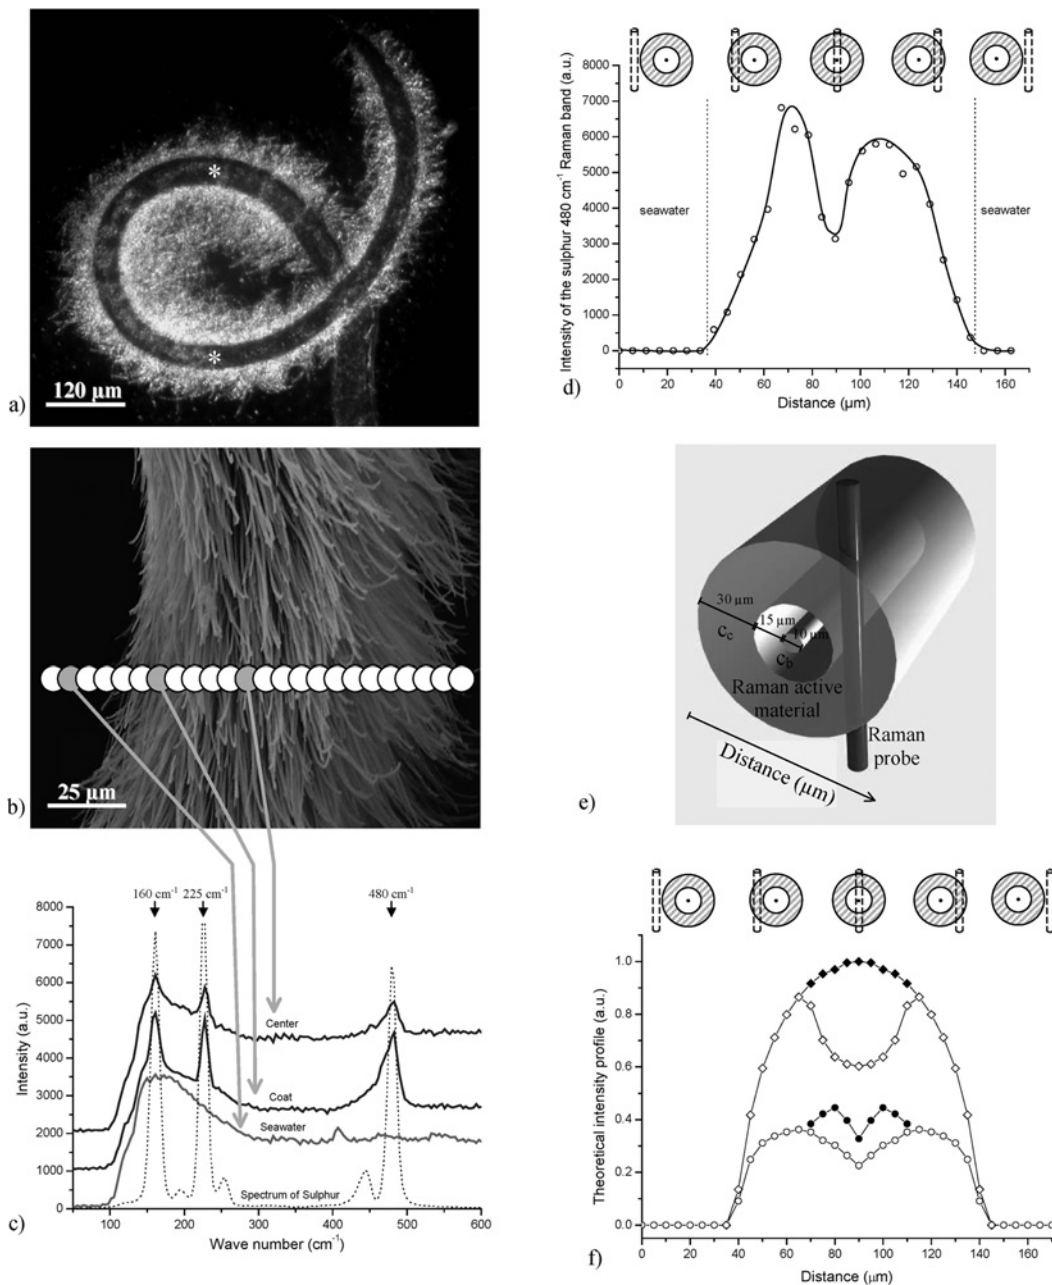 *
*
120 µm
a)
25 µm
b)
160 cm-1
225 cm-1
480 cm-1
8000
7000
6000
5000
4000
3000
2000
1000
0
Intensity (a.u.)
Center
Coat
Seawater
Spectrum of Sulphur
100
200
300
400
500
600
Wave number (cm-1)
c)
8000
7000
6000
5000
4000
3000
2000
1000
0
Intensity of the sulphur 480 cm-1 Raman band (a.u.)
seawater
seawater
0
20
40
60
80
100
120
140
160
Distance (µm)
d)
30 µm
15 µm
10 µm
Cc
Cb
Raman active
material
Raman
probe
Distance (µm)
e)
1.0
0.8
0.6
0.4
0.2
0.0
Theoretical intensity profile (a.u.)
0
20
40
60
80
100
120
140
160
Distance (µm)
f)